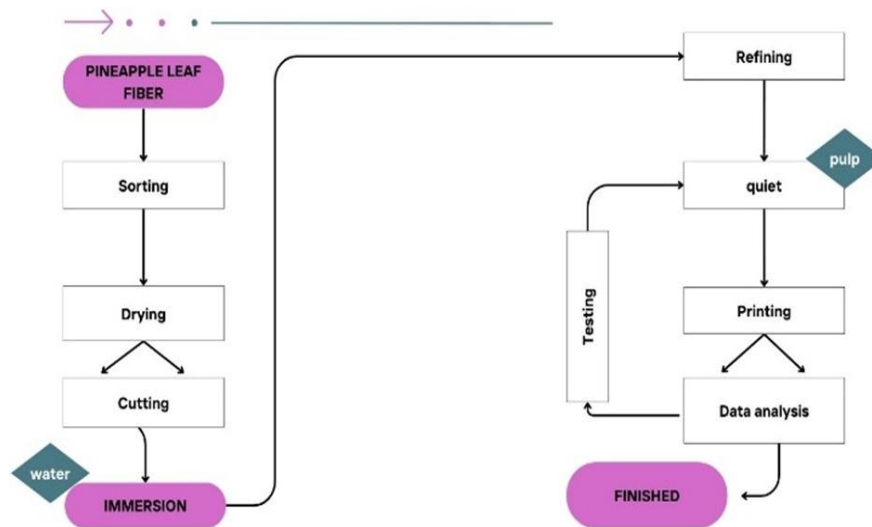 PINEAPPLE LEAF
FIBER
Sorting
Drying
Cutting
water
IMMERSION
Refining
pulp
quiet
Printing
Testing
Data analysis
FINISHED